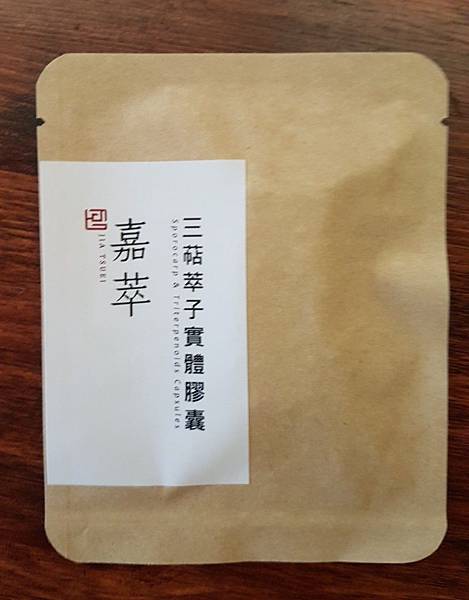 三萜萃子實體膠囊
Sporocarp & Triterpenoids Capsules
嘉萃
JIA TSUEI